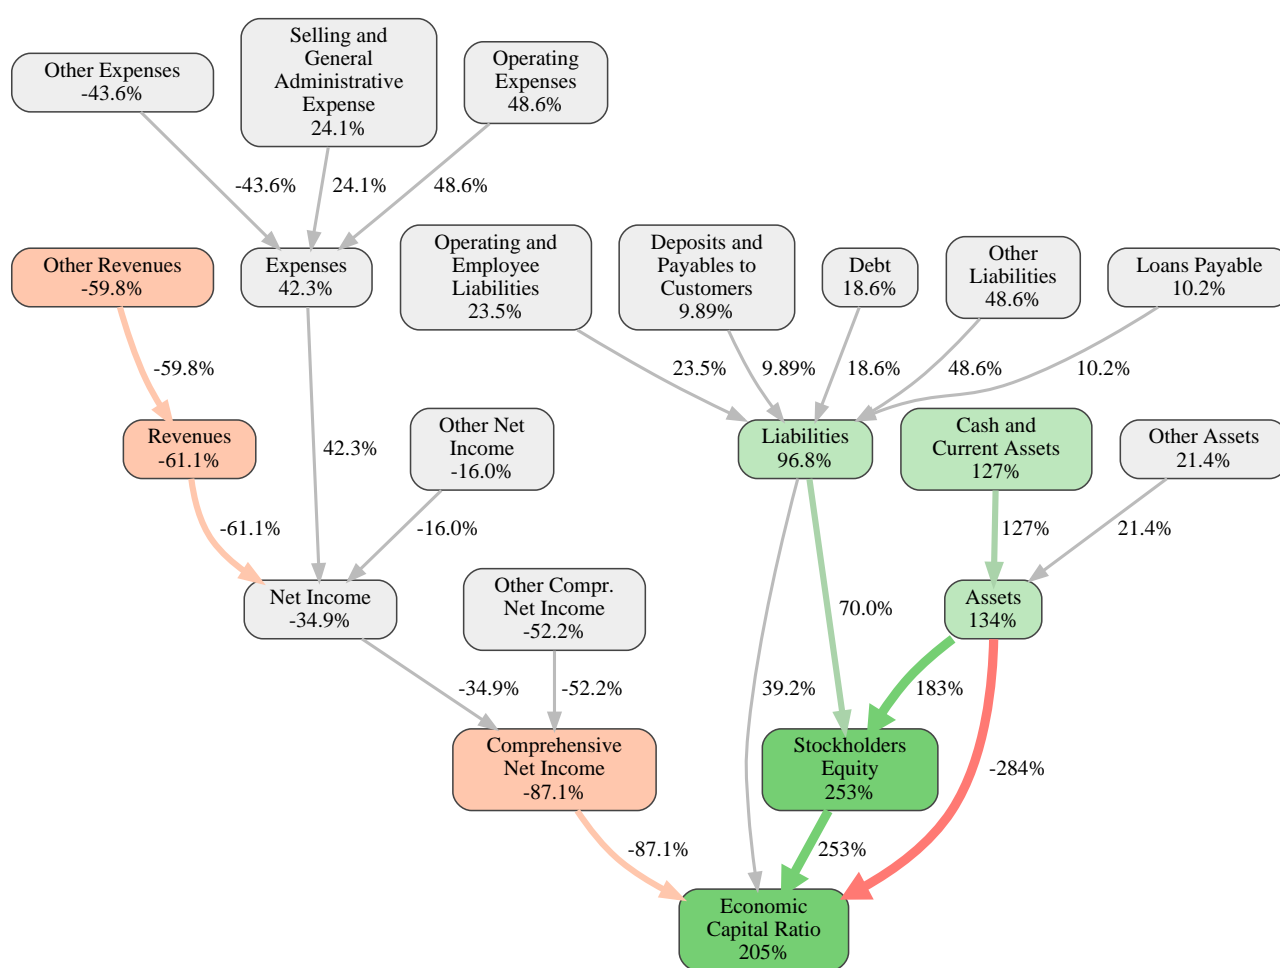 Other Expenses
-43.6%
Selling and
General
Administrative
Expense
24.1%
Operating
Expenses
48.6%
-43.6%
24.1%
48.6%
Other Revenues
-59.8%
Expenses
42.3%
Operating and
Employee
Liabilities
23.5%
Deposits and
Payables to
Customers
9.89%
Debt
18.6%
Other
Liabilities
48.6%
Loans Payable
10.2%
-59.8%
23.5%
9.89%
18.6%
48.6%
10.2%
Revenues
-61.1%
42.3%
Other Net
Income
-16.0%
Liabilities
96.8%
Cash and
Current Assets
127%
Other Assets
21.4%
-61.1%
-16.0%
127%
21.4%
Net Income
-34.9%
Other Compr.
Net Income
-52.2%
70.0%
Assets
134%
-34.9%
-52.2%
39.2%
183%
Comprehensive
Net Income
-87.1%
Stockholders
Equity
253%
-284%
-87.1%
253%
Economic
Capital Ratio
205%